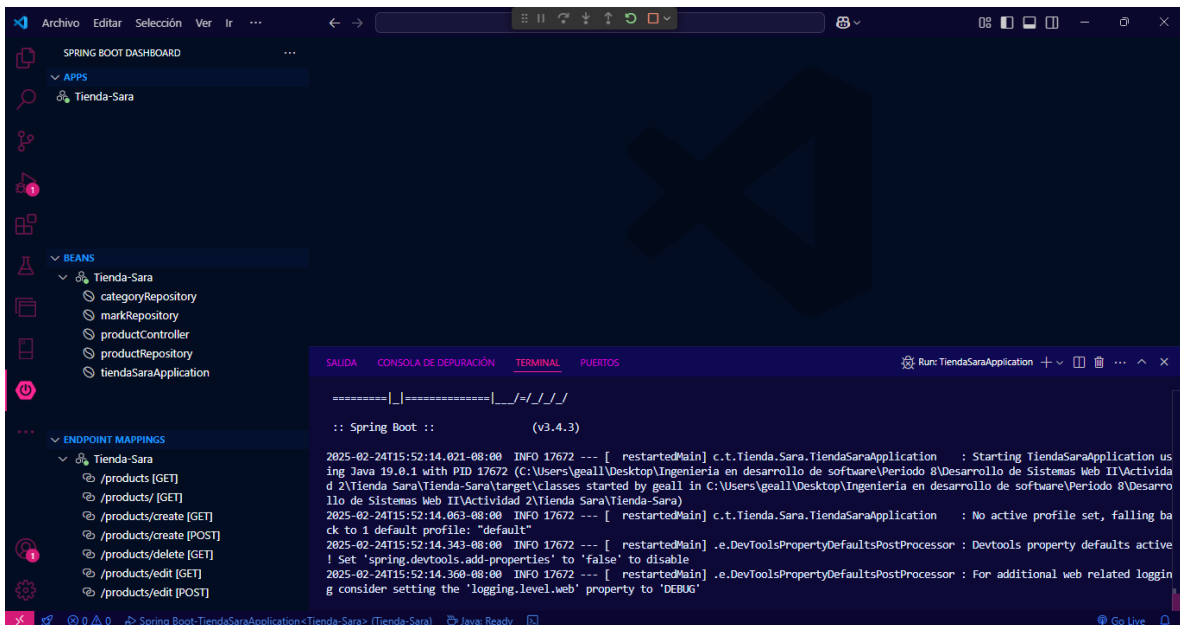 Archivo Editar Selección Ver Ir ...
SPRING BOOT DASHBOARD ...
APPS
Tienda-Sara
1
BEANS
Tienda-Sara
categoryRepository
markRepository
productController
productRepository
tiendaSaraApplication
ENDPOINT MAPPINGS
Tienda-Sara
/products [GET]
/products/ [GET]
/products/create [GET]
/products/create [POST]
/products/delete [GET]
/products/edit [GET]
/products/edit [POST]
1
SALIDA CONSOLA DE DEPURACIÓN TERMINAL PUERTOS Run: TiendaSaraApplication
=========|_|==============|___/=/_/_/_/
:: Spring Boot :: (v3.4.3)
2025-02-24T15:52:14.021-08:00 INFO 17672 --- [ restartedMain] c.t.Tienda.Sara.TiendaSaraApplication : Starting TiendaSaraApplication us
ing Java 19.0.1 with PID 17672 (C:\Users\geall\Desktop\Ingenieria en desarrollo de software\Periodo 8\Desarrollo de Sistemas Web II\Activida
d 2\Tienda Sara\Tienda-Sara\target\classes started by geall in C:\Users\geall\Desktop\Ingenieria en desarrollo de software\Periodo 8\Desarro
llo de Sistemas Web II\Actividad 2\Tienda Sara\Tienda-Sara)
2025-02-24T15:52:14.063-08:00 INFO 17672 --- [ restartedMain] c.t.Tienda.Sara.TiendaSaraApplication : No active profile set, falling ba
ck to 1 default profile: "default"
2025-02-24T15:52:14.343-08:00 INFO 17672 --- [ restartedMain] .e.DevToolsPropertyDefaultsPostProcessor : Devtools property defaults active
! Set 'spring.devtools.add-properties' to 'false' to disable
2025-02-24T15:52:14.360-08:00 INFO 17672 --- [ restartedMain] .e.DevToolsPropertyDefaultsPostProcessor : For additional web related loggin
g consider setting the 'logging.level.web' property to 'DEBUG'
0 0 Spring Boot-TiendaSaraApplication<Tienda-Sara> (Tienda-Sara) Java: Ready Go Live